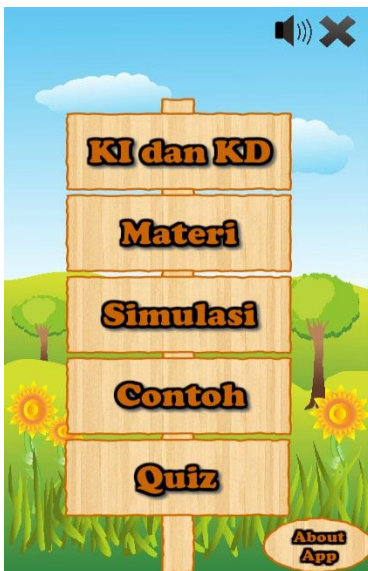 KI dan KD
Materi
Simulasi
Contoh
Quiz
About
App